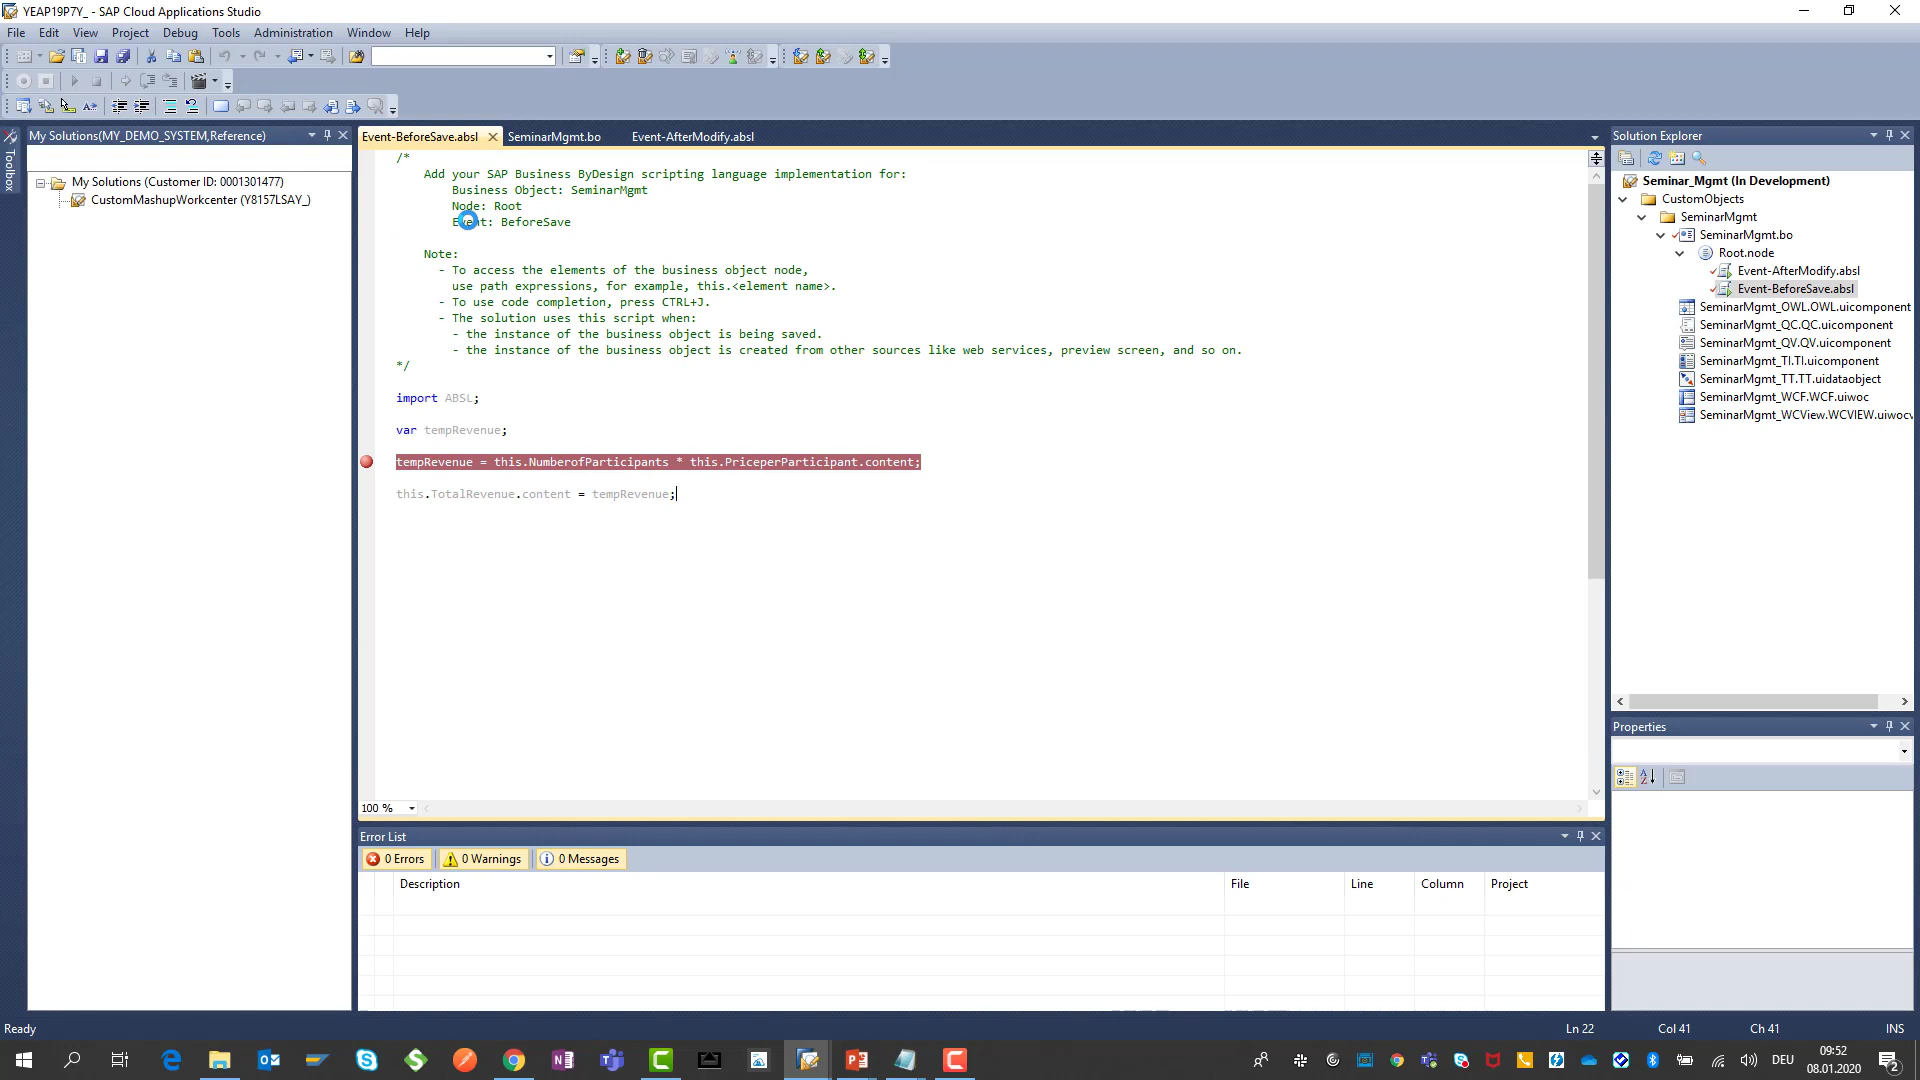 YEAP19P7Y_ - SAP Cloud Applications Studio
File Edit View Project Debug Tools Administration Window Help
My Solutions(MY_DEMO_SYSTEM,Reference)
Toolbox
My Solutions (Customer ID: 0001301477)
CustomMashupWorkcenter (Y8157LSAY_)
Event-BeforeSave.absl SeminarMgmt.bo Event-AfterModify.absl
/*
Add your SAP Business ByDesign scripting language implementation for:
Business Object: SeminarMgmt
Node: Root
Event: BeforeSave
Note:
- To access the elements of the business object node,
use path expressions, for example, this.<element name>.
- To use code completion, press CTRL+J.
- The solution uses this script when:
- the instance of the business object is being saved.
- the instance of the business object is created from other sources like web services, preview screen, and so on.
*/
import ABSL;
var tempRevenue;
tempRevenue = this.NumberofParticipants * this.PriceperParticipant.content;
this.TotalRevenue.content = tempRevenue;
100 %
Error List
0 Errors 0 Warnings 0 Messages
Description File Line Column Project
Solution Explorer
Seminar_Mgmt (In Development)
CustomObjects
SeminarMgmt
SeminarMgmt.bo
Root.node
Event-AfterModify.absl
Event-BeforeSave.absl
SeminarMgmt_OWL.OWL.uicomponent
SeminarMgmt_QC.QC.uicomponent
SeminarMgmt_QV.QV.uicomponent
SeminarMgmt_TI.TI.uicomponent
SeminarMgmt_TT.TT.uidataobject
SeminarMgmt_WCF.WCF.uiwoc
SeminarMgmt_WCView.WCVIEW.uiwocv
Properties
Ready Ln 22 Col 41 Ch 41 INS
DEU
09:52
08.01.2020
2